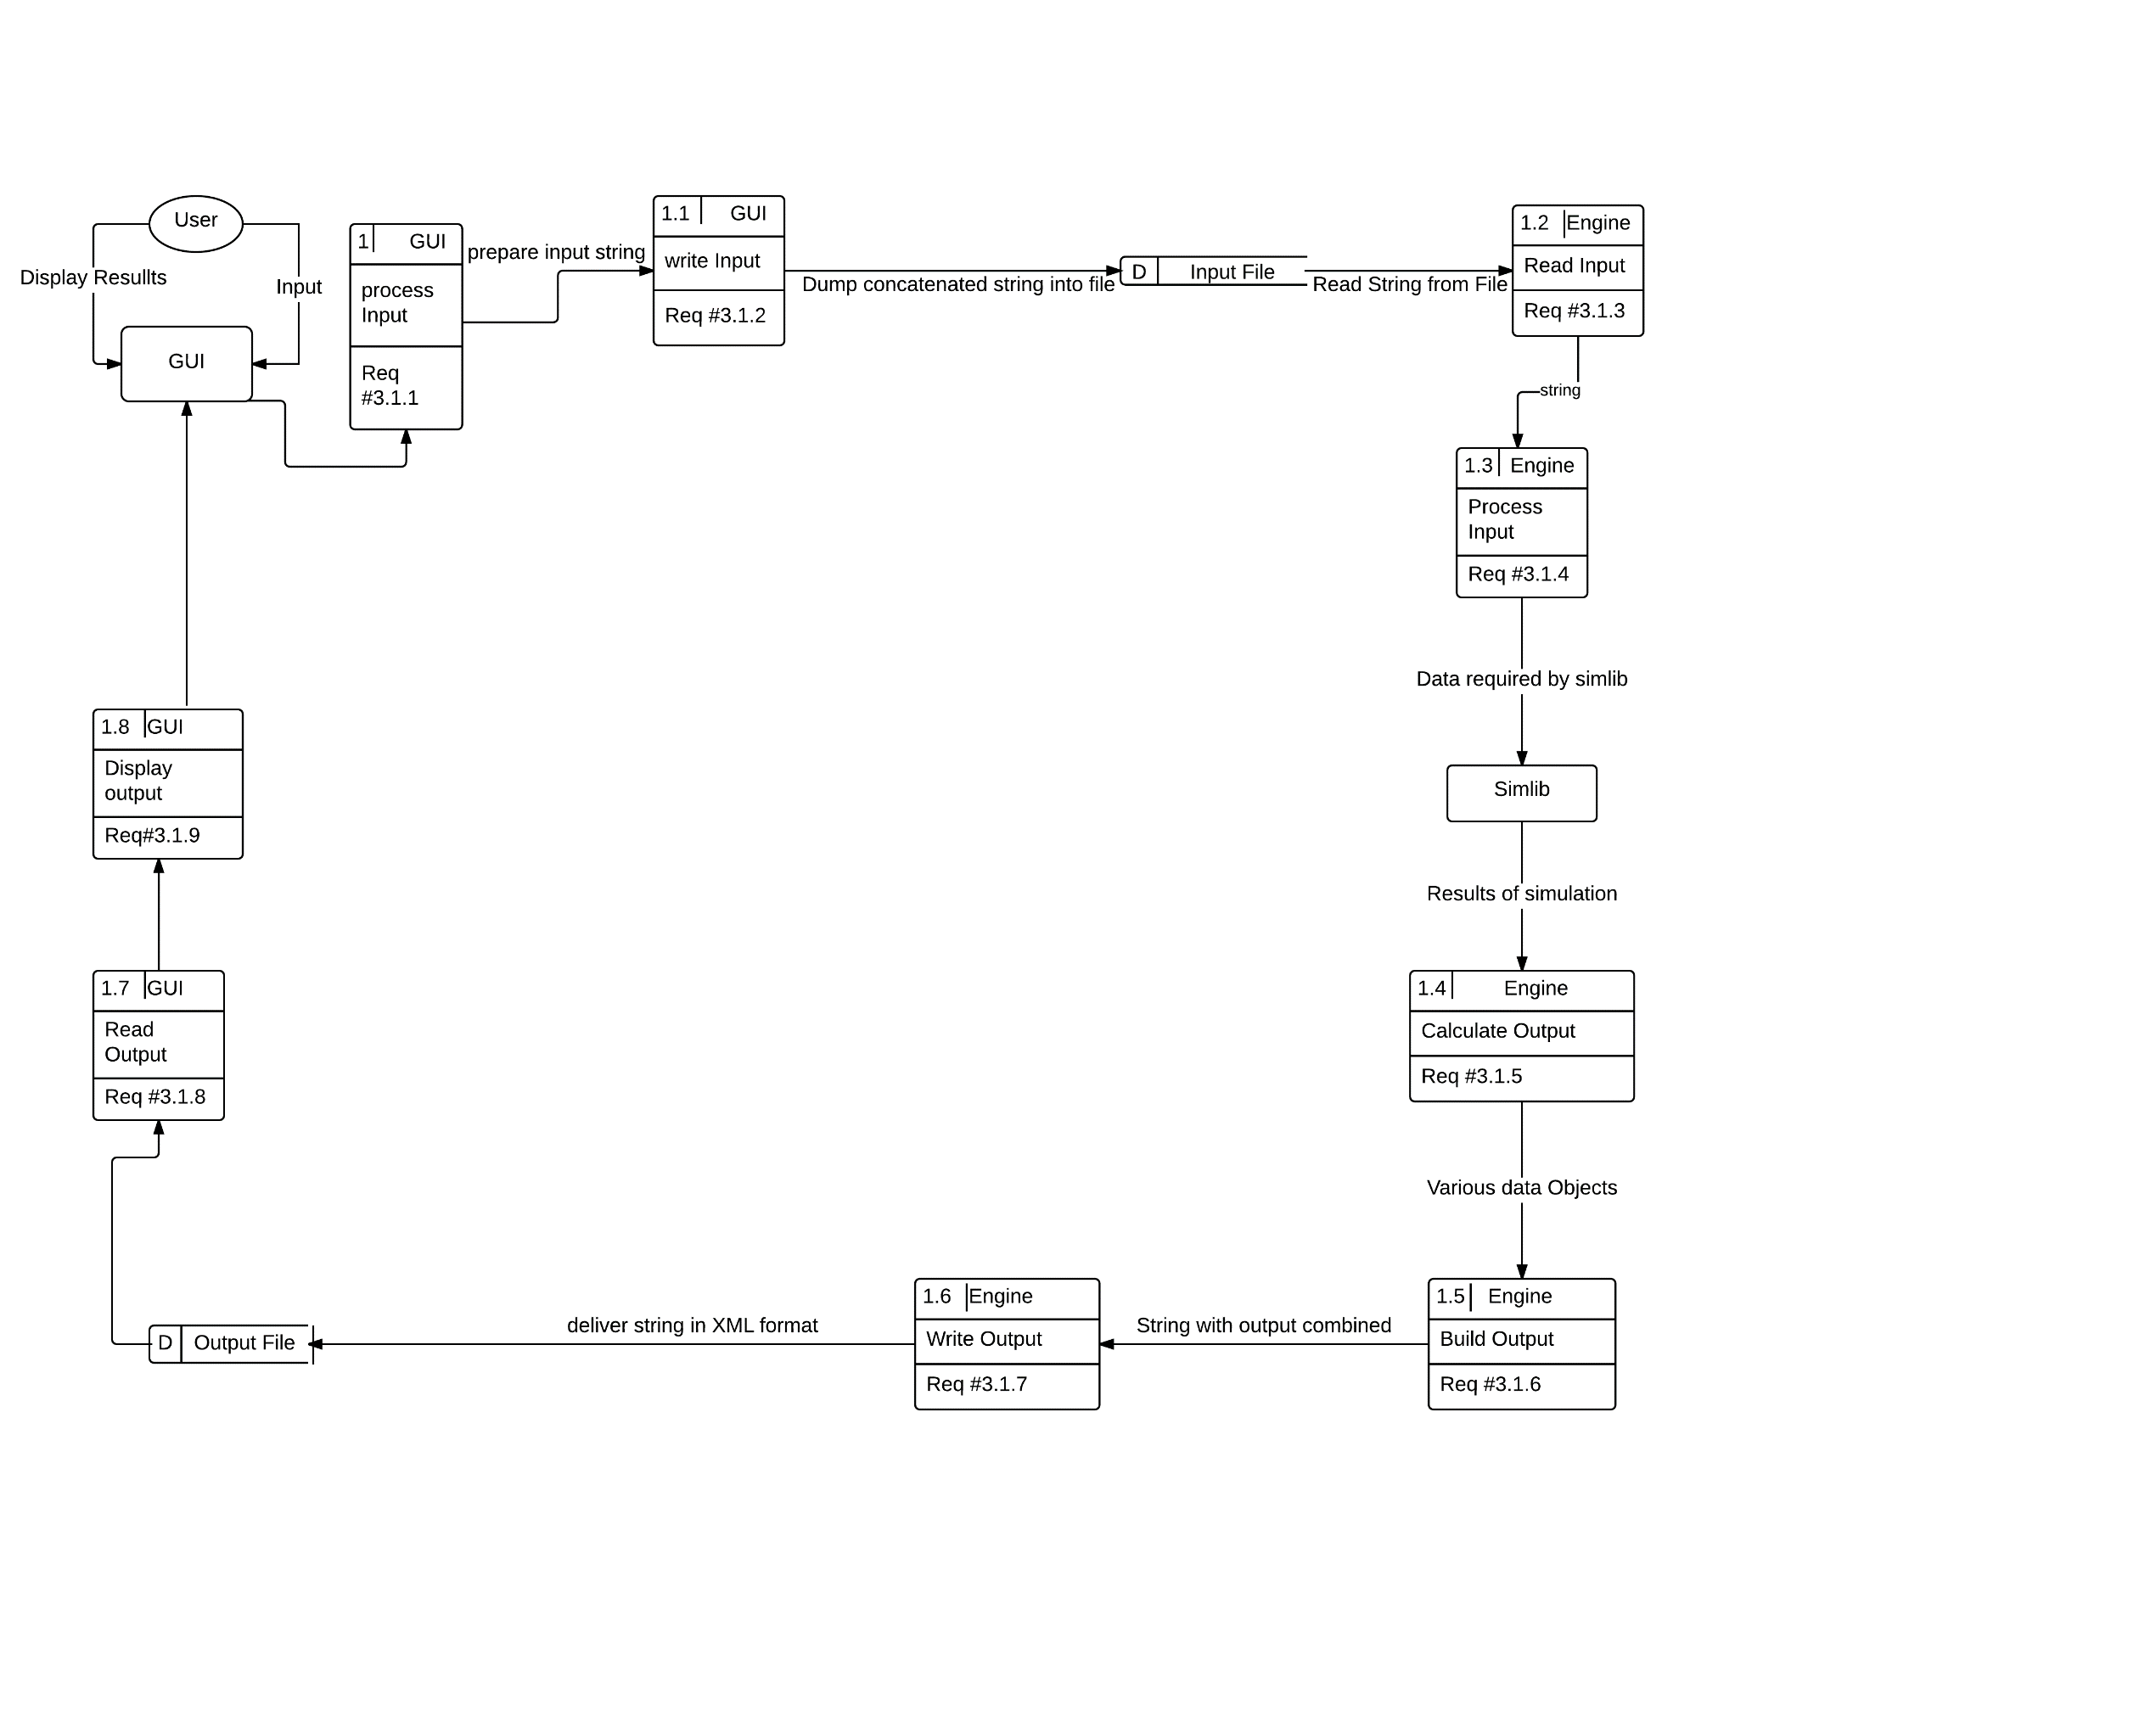 User
Display Resullts
Input
GUI
1 GUI
process
Input
Req
#3.1.1
prepare input string
1.1 GUI
write Input
Req #3.1.2
Dump concatenated string into file
D Input File
Read String from File
1.2 Engine
Read Input
Req #3.1.3
string
1.3 Engine
Process
Input
Req #3.1.4
Data required by simlib
Simlib
Results of simulation
1.4 Engine
Calculate Output
Req #3.1.5
Various data Objects
1.5 Engine
Build Output
Req #3.1.6
String with output combined
1.6 Engine
Write Output
Req #3.1.7
deliver string in XML format
D Output File
1.7 GUI
Read
Output
Req #3.1.8
1.8 GUI
Display
output
Req#3.1.9